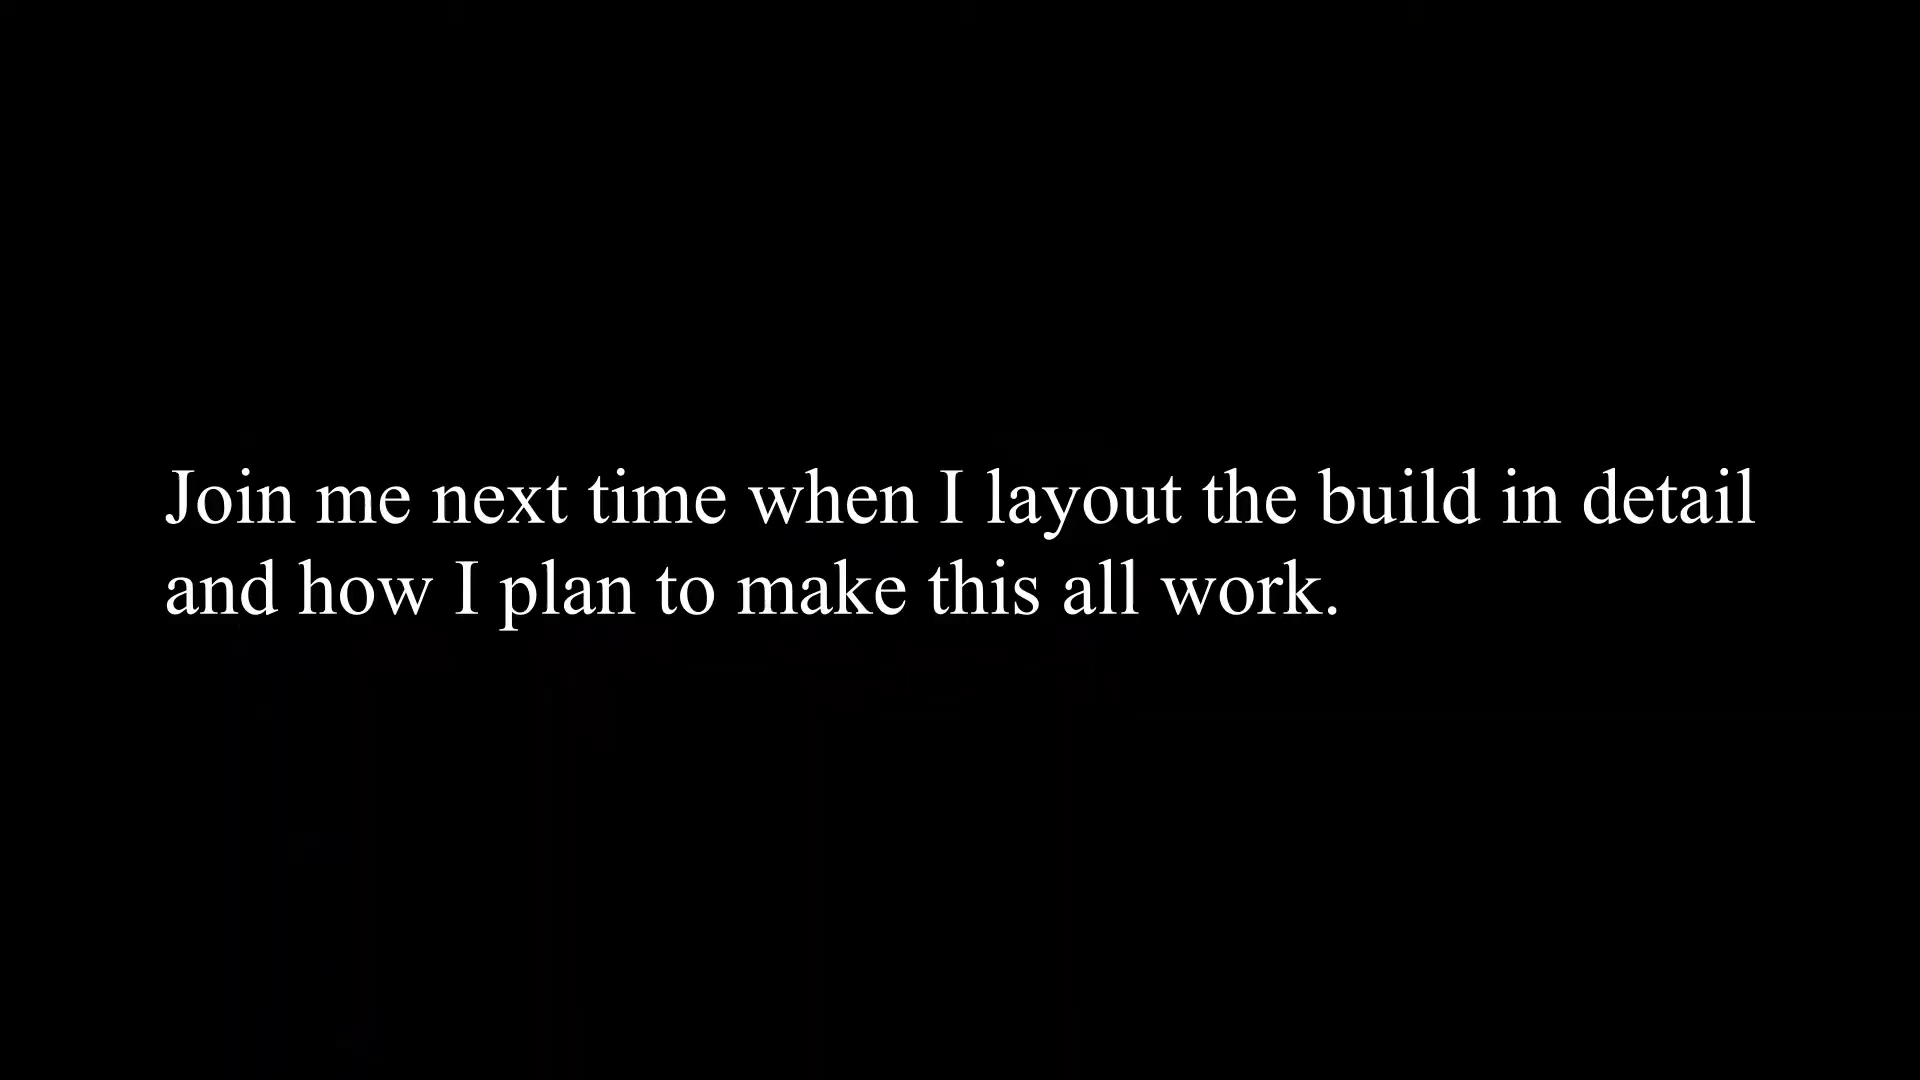 Join me next time when I layout the build in detail
and how I plan to make this all work.